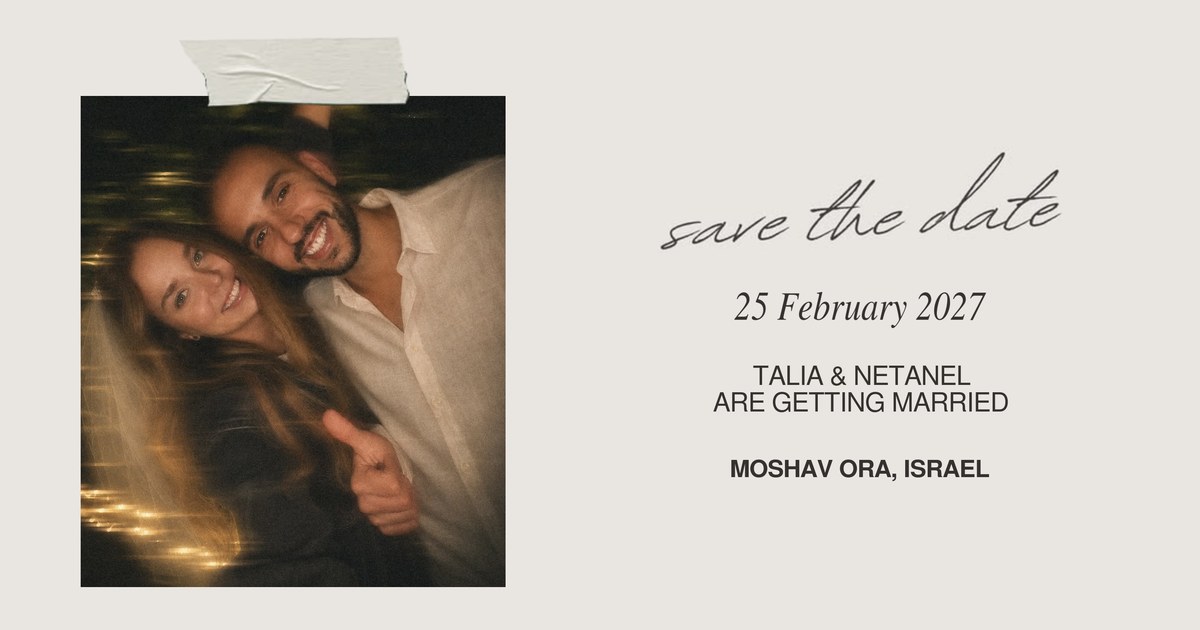 save the date
25 February 2027
TALIA & NETANEL
ARE GETTING MARRIED
MOSHAV ORA, ISRAEL